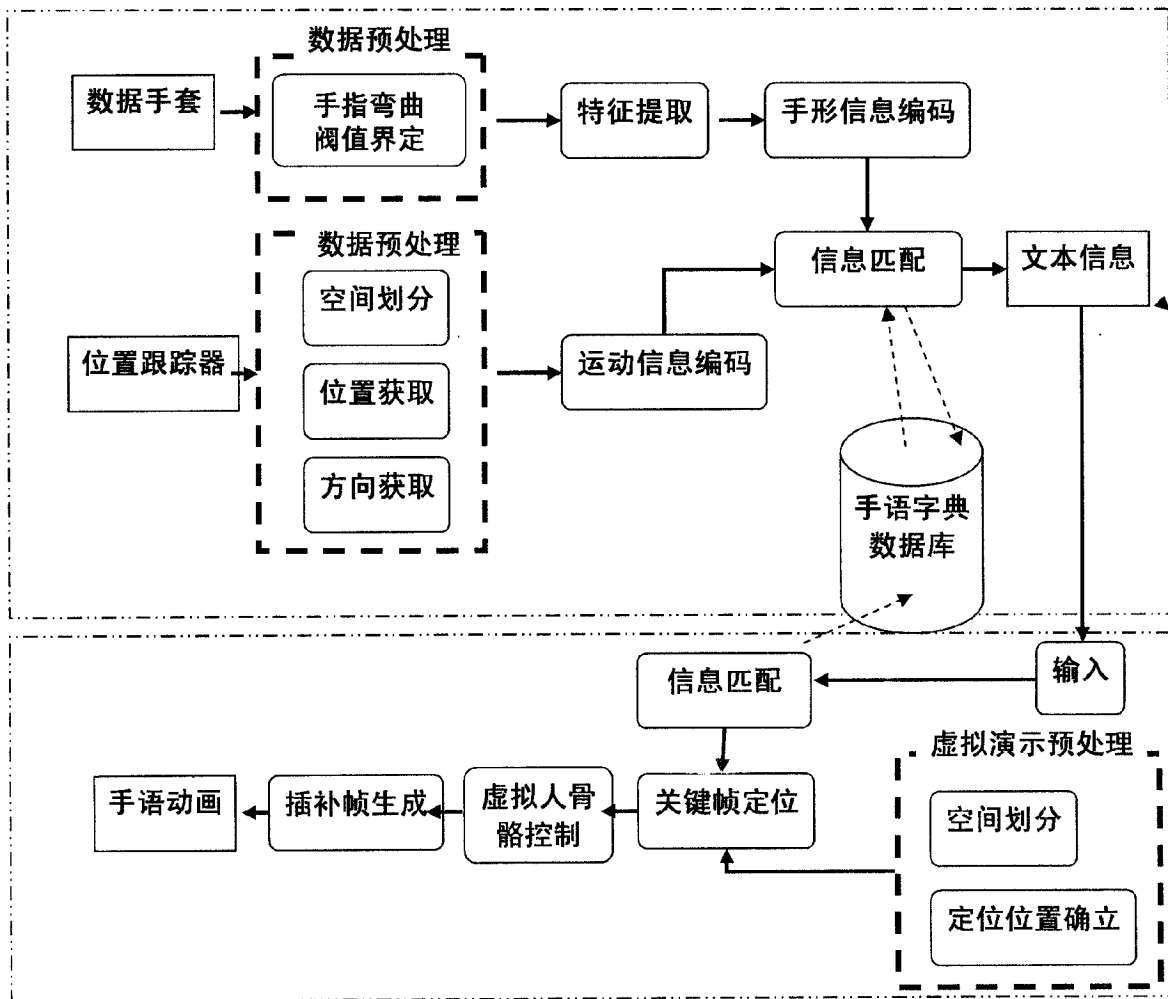 数据预处理
数据手套
手指弯曲
阀值界定
特征提取
手形信息编码
数据预处理
空间划分
位置获取
方向获取
位置跟踪器
运动信息编码
信息匹配
文本信息
手语字典
数据库
信息匹配
输入
虚拟演示预处理
空间划分
定位位置确立
手语动画
插补帧生成
虚拟人骨
骼控制
关键帧定位